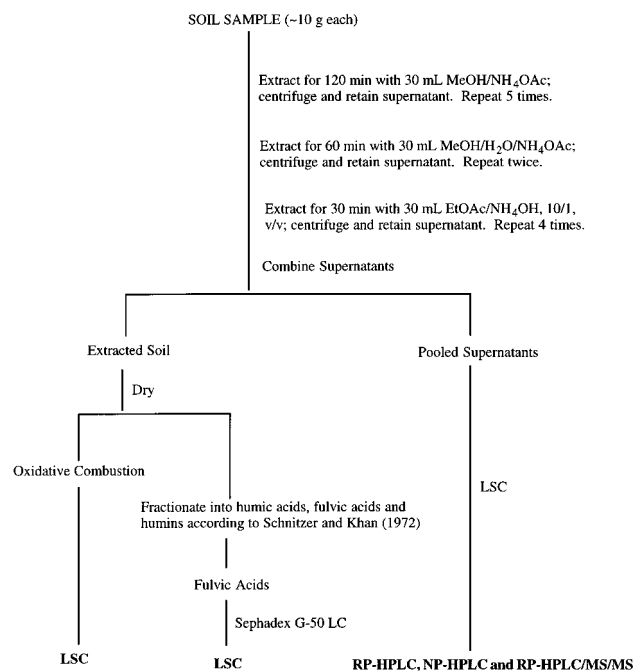 SOIL SAMPLE (~10 g each)
Extract for 120 min with 30 mL MeOH/NH₄OAc;
centrifuge and retain supernatant. Repeat 5 times.
Extract for 60 min with 30 mL MeOH/H₂O/NH₄OAc;
centrifuge and retain supernatant. Repeat twice.
Extract for 30 min with 30 mL EtOAc/NH₄OH, 10/1,
v/v; centrifuge and retain supernatant. Repeat 4 times.
Combine Supernatants
Extracted Soil
Pooled Supernatants
Dry
Oxidative Combustion
LSC
Fractionate into humic acids, fulvic acids and
humins according to Schnitzer and Khan (1972)
Fulvic Acids
Sephadex G-50 LC
LSC
LSC
RP-HPLC, NP-HPLC and RP-HPLC/MS/MS